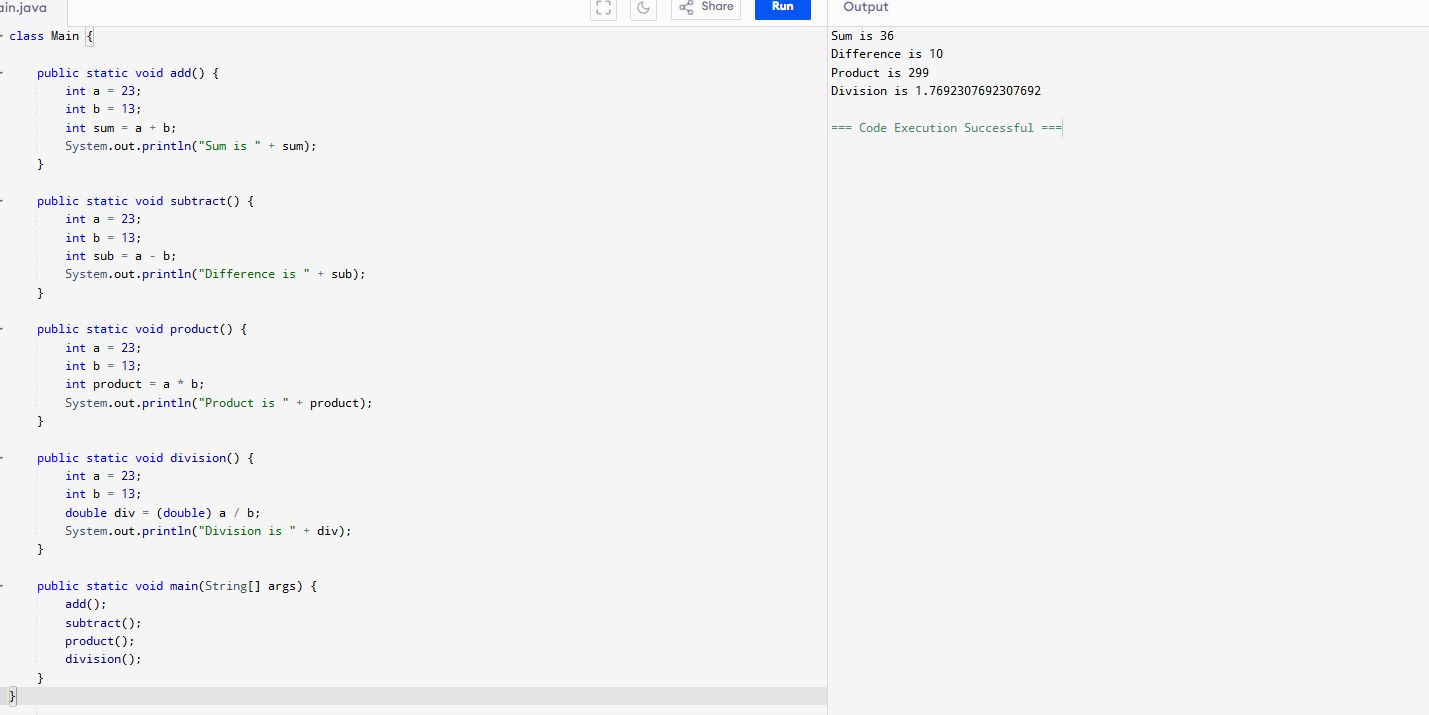 ain.java
Share
Run
Output
class Main {
public static void add() {
int a = 23;
int b = 13;
int sum = a + b;
System.out.println("Sum is " + sum);
}
public static void subtract() {
int a = 23;
int b = 13;
int sub = a - b;
System.out.println("Difference is " + sub);
}
public static void product() {
int a = 23;
int b = 13;
int product = a * b;
System.out.println("Product is " + product);
}
public static void division() {
int a = 23;
int b = 13;
double div = (double) a / b;
System.out.println("Division is " + div);
}
public static void main(String[] args) {
add();
subtract();
product();
division();
}
}
Sum is 36
Difference is 10
Product is 299
Division is 1.7692307692307692
=== Code Execution Successful ===